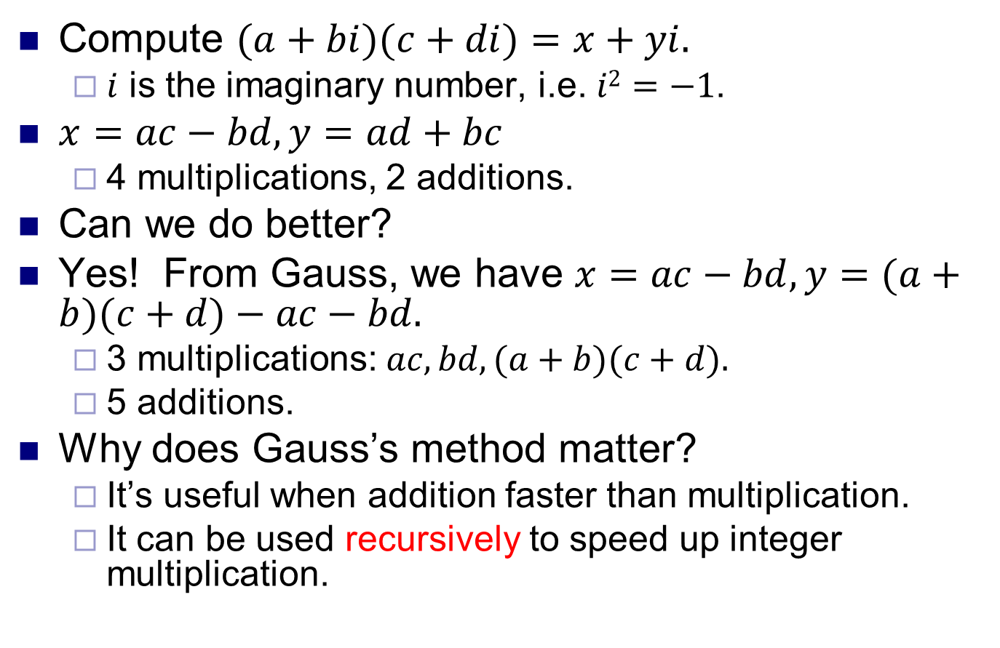 ■ Compute (𝑎 + 𝑏𝑖)(𝑐 + 𝑑𝑖) = 𝑥 + 𝑦𝑖.
□ 𝑖 is the imaginary number, i.e. 𝑖² = −1.
■ 𝑥 = 𝑎𝑐 − 𝑏𝑑, 𝑦 = 𝑎𝑑 + 𝑏𝑐
□ 4 multiplications, 2 additions.
■ Can we do better?
■ Yes! From Gauss, we have 𝑥 = 𝑎𝑐 − 𝑏𝑑, 𝑦 = (𝑎 +
𝑏)(𝑐 + 𝑑) − 𝑎𝑐 − 𝑏𝑑.
□ 3 multiplications: 𝑎𝑐, 𝑏𝑑, (𝑎 + 𝑏)(𝑐 + 𝑑).
□ 5 additions.
■ Why does Gauss’s method matter?
□ It’s useful when addition faster than multiplication.
□ It can be used recursively to speed up integer
multiplication.